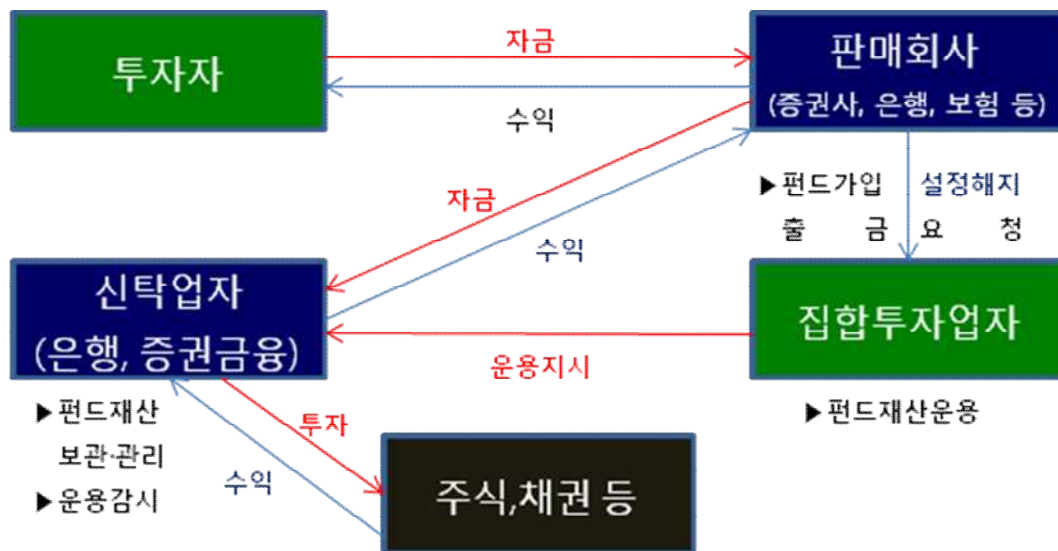 투자자
자금
수익
판매회사
(증권사, 은행, 보험 등)
▶펀드가입 설정해지
출 금 요 청
자금
수익
신탁업자
(은행, 증권금융)
운용지시
집합투자업자
▶펀드재산
보관·관리
▶운용감시
투자
수익
▶펀드재산운용
주식,채권 등